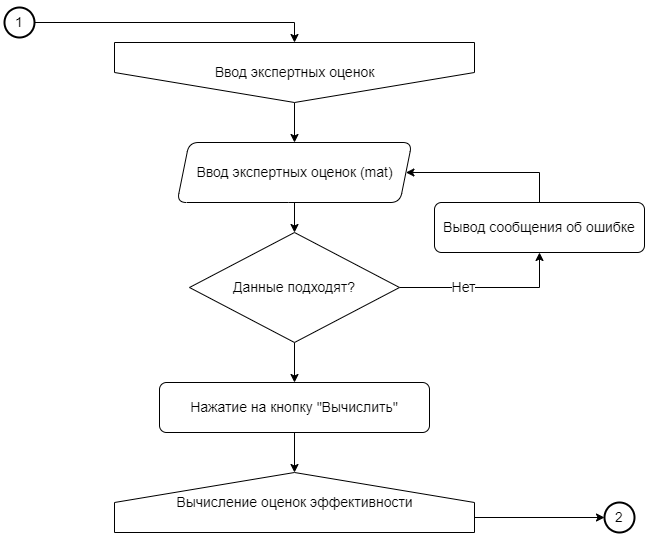 1
Ввод экспертных оценок
Ввод экспертных оценок (mat)
Вывод сообщения об ошибке
Данные подходят?
Нет
Нажатие на кнопку "Вычислить"
Вычисление оценок эффективности
2